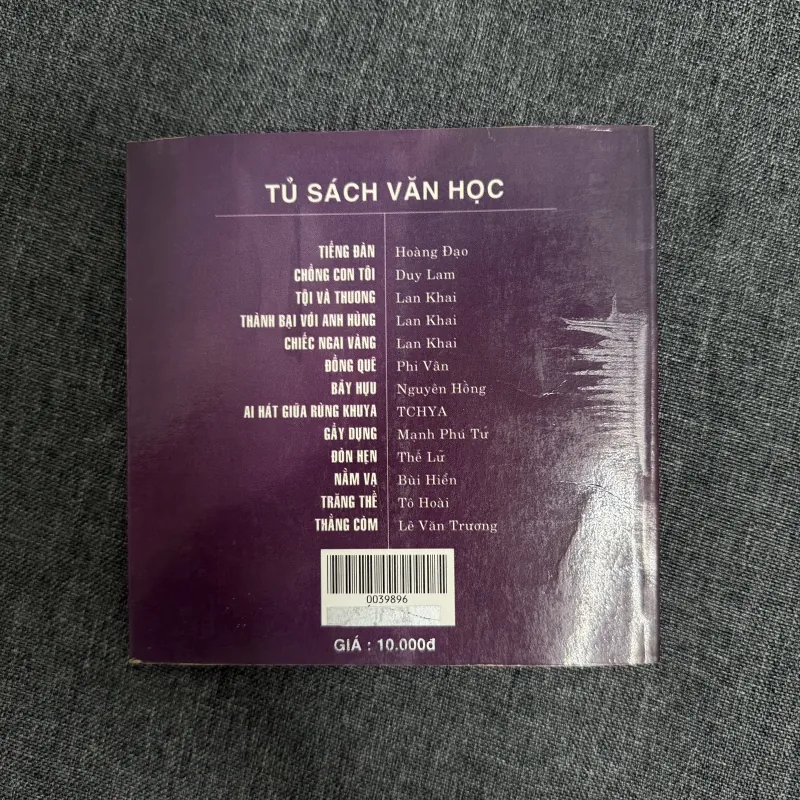 TỦ SÁCH VĂN HỌC
TIẾNG ĐÀN Hoàng Đạo
CHỒNG CON TÔI Duy Lam
TỘI VÀ THƯƠNG Lan Khai
THÀNH BẠI VỚI ANH HÙNG Lan Khai
CHIẾC NGAI VÀNG Lan Khai
ĐỒNG QUÊ Phi Vân
BẢY HỰU Nguyên Hồng
AI HÁT GIỮA RỪNG KHUYA TCHYA
GẦY DỰNG Mạnh Phú Tư
ĐÒN HẸN Thế Lữ
NẰM VẠ Bùi Hiển
TRĂNG THỀ Tô Hoài
THẰNG CÒM Lê Văn Trương
0039896
GIÁ : 10.000đ